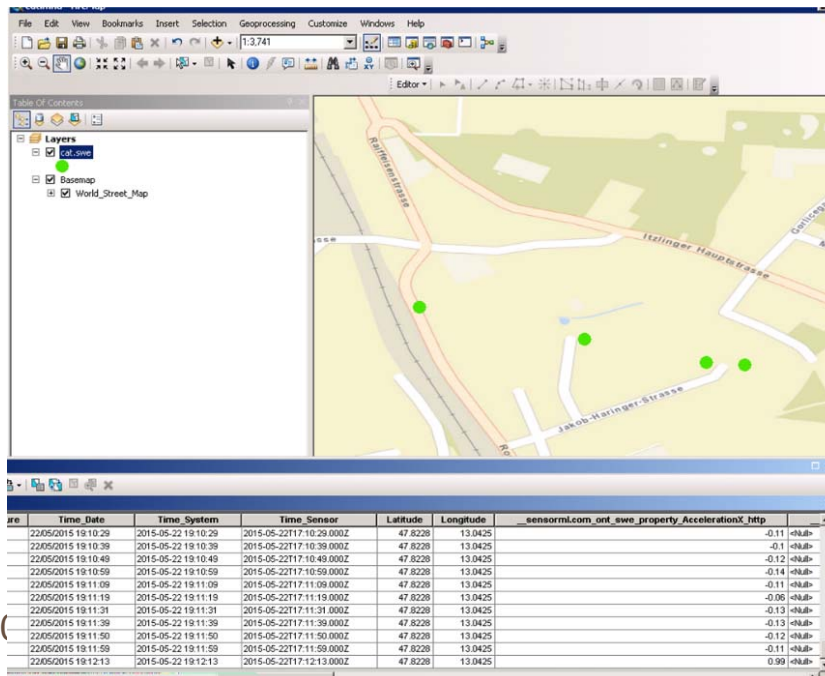 File Edit View Bookmarks Insert Selection Geoprocessing Customize Windows Help
1:3,741
Editor
Table Of Contents
Layers
cat.swe
Basemap
World_Street_Map
Raiffeisenstrasse
sse
Itzlinger Hauptstrasse
Jakob-Haringer-Strasse
ure Time_Date Time_System Time_Sensor Latitude Longitude __sensorml.com_ont_swe_property_AccelerationX_http
22/05/2015 19:10:29 2015-05-22 19:10:29 2015-05-22T17:10:29.000Z 47.8228 13.0425 -0.11 <Null>
22/05/2015 19:10:39 2015-05-22 19:10:39 2015-05-22T17:10:39.000Z 47.8228 13.0425 -0.1 <Null>
22/05/2015 19:10:49 2015-05-22 19:10:49 2015-05-22T17:10:49.000Z 47.8228 13.0425 -0.12 <Null>
22/05/2015 19:10:59 2015-05-22 19:10:59 2015-05-22T17:10:59.000Z 47.8228 13.0425 -0.14 <Null>
22/05/2015 19:11:09 2015-05-22 19:11:09 2015-05-22T17:11:09.000Z 47.8228 13.0425 -0.11 <Null>
22/05/2015 19:11:19 2015-05-22 19:11:19 2015-05-22T17:11:19.000Z 47.8228 13.0425 -0.06 <Null>
22/05/2015 19:11:31 2015-05-22 19:11:31 2015-05-22T17:11:31.000Z 47.8228 13.0425 -0.13 <Null>
22/05/2015 19:11:39 2015-05-22 19:11:39 2015-05-22T17:11:39.000Z 47.8228 13.0425 -0.13 <Null>
22/05/2015 19:11:50 2015-05-22 19:11:50 2015-05-22T17:11:50.000Z 47.8228 13.0425 -0.12 <Null>
22/05/2015 19:11:59 2015-05-22 19:11:59 2015-05-22T17:11:59.000Z 47.8228 13.0425 -0.11 <Null>
22/05/2015 19:12:13 2015-05-22 19:12:13 2015-05-22T17:12:13.000Z 47.8228 13.0425 0.99 <Null>